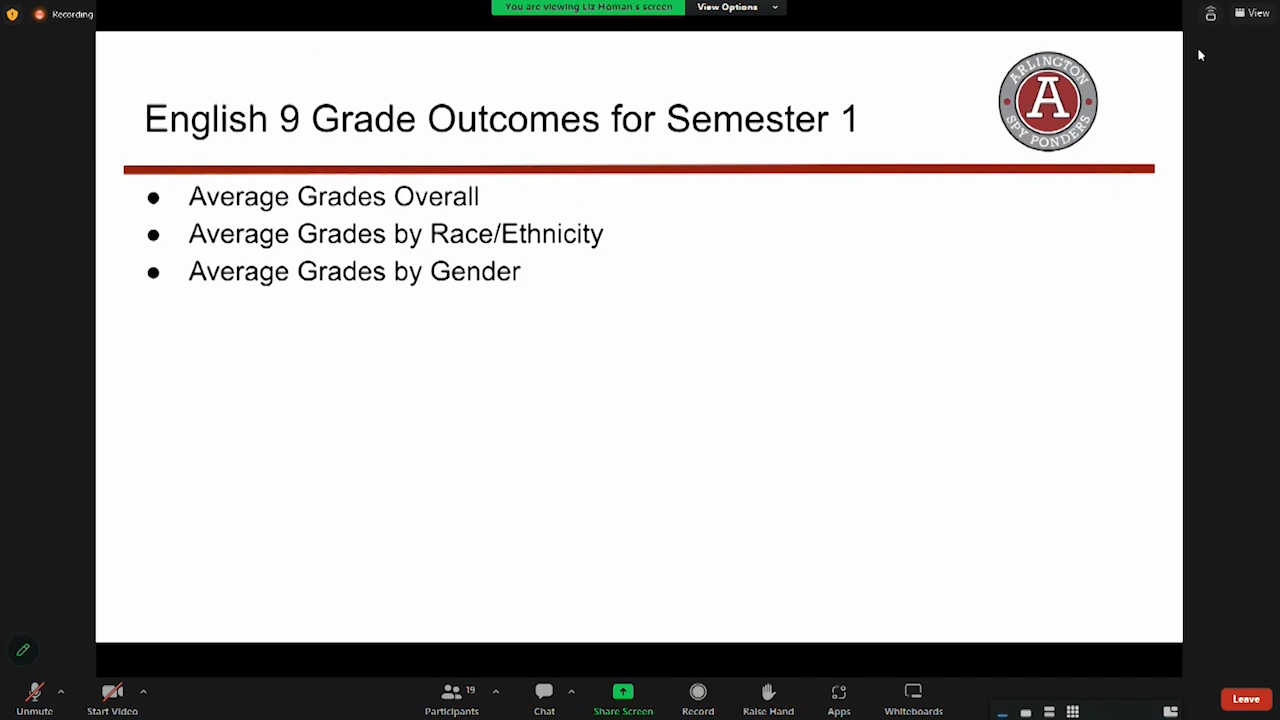 Recording
You are viewing Liz Homan's screen
View Options
View
ARLINGTON
A
SPY PONDERS
English 9 Grade Outcomes for Semester 1
● Average Grades Overall
● Average Grades by Race/Ethnicity
● Average Grades by Gender
Unmute
Start Video
19
Participants
Chat
Share Screen
Record
Raise Hand
Apps
Whiteboards
Leave